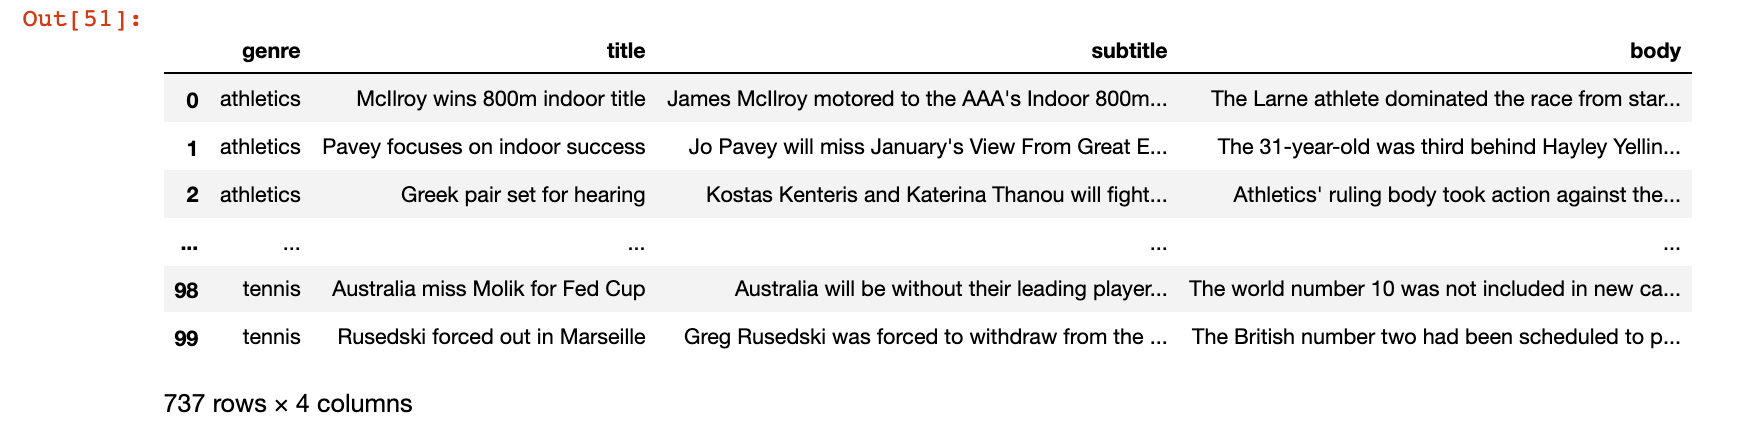 Out[51]:
genre title subtitle body
0 athletics McIlroy wins 800m indoor title James McIlroy motored to the AAA's Indoor 800m... The Larne athlete dominated the race from star...
1 athletics Pavey focuses on indoor success Jo Pavey will miss January's View From Great E... The 31-year-old was third behind Hayley Yellin...
2 athletics Greek pair set for hearing Kostas Kenteris and Katerina Thanou will fight... Athletics' ruling body took action against the...
... ... ... ... ...
98 tennis Australia miss Molik for Fed Cup Australia will be without their leading player... The world number 10 was not included in new ca...
99 tennis Rusedski forced out in Marseille Greg Rusedski was forced to withdraw from the ... The British number two had been scheduled to p...
737 rows × 4 columns